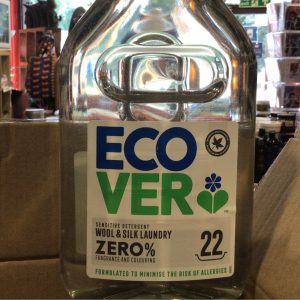 ECO
VER
SENSITIVE DETERGENT
WOOL & SILK LAUNDRY
ZERO%
FRAGRANCE AND COLOURING
22
FORMULATED TO MINIMISE THE RISK OF ALLERGIES